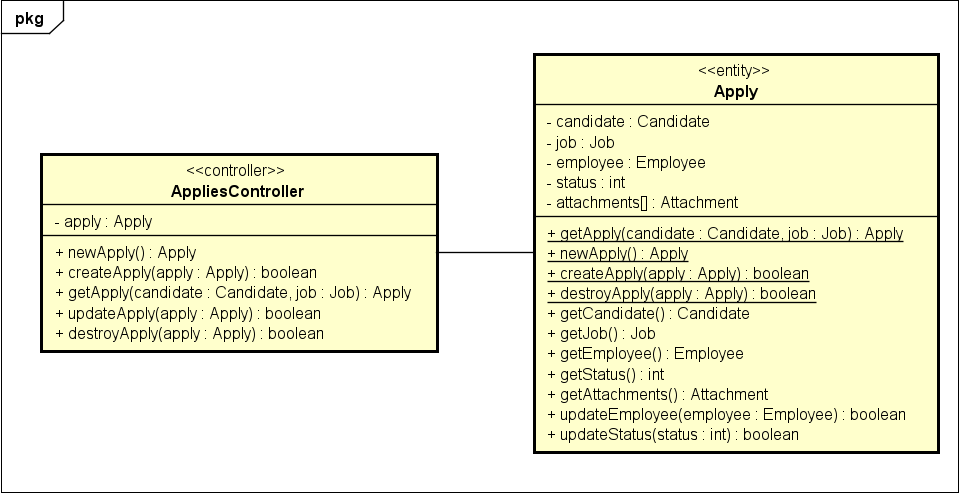 pkg
<<controller>>
AppliesController
- apply : Apply
+ newApply() : Apply
+ createApply(apply : Apply) : boolean
+ getApply(candidate : Candidate, job : Job) : Apply
+ updateApply(apply : Apply) : boolean
+ destroyApply(apply : Apply) : boolean
<<entity>>
Apply
- candidate : Candidate
- job : Job
- employee : Employee
- status : int
- attachments[] : Attachment
+ getApply(candidate : Candidate, job : Job) : Apply
+ newApply() : Apply
+ createApply(apply : Apply) : boolean
+ destroyApply(apply : Apply) : boolean
+ getCandidate() : Candidate
+ getJob() : Job
+ getEmployee() : Employee
+ getStatus() : int
+ getAttachments() : Attachment
+ updateEmployee(employee : Employee) : boolean
+ updateStatus(status : int) : boolean